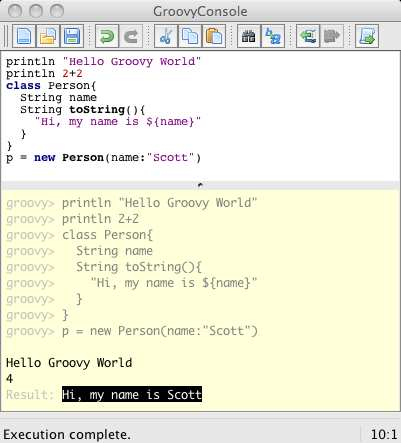 GroovyConsole
println "Hello Groovy World"
println 2+2
class Person{
  String name
  String toString(){
    "Hi, my name is ${name}"
  }
}
p = new Person(name:"Scott")
groovy> println "Hello Groovy World"
groovy> println 2+2
groovy> class Person{
groovy>   String name
groovy>   String toString(){
groovy>     "Hi, my name is ${name}"
groovy>   }
groovy> }
groovy> p = new Person(name:"Scott")
Hello Groovy World
4
Result: Hi, my name is Scott
Execution complete. 10:1